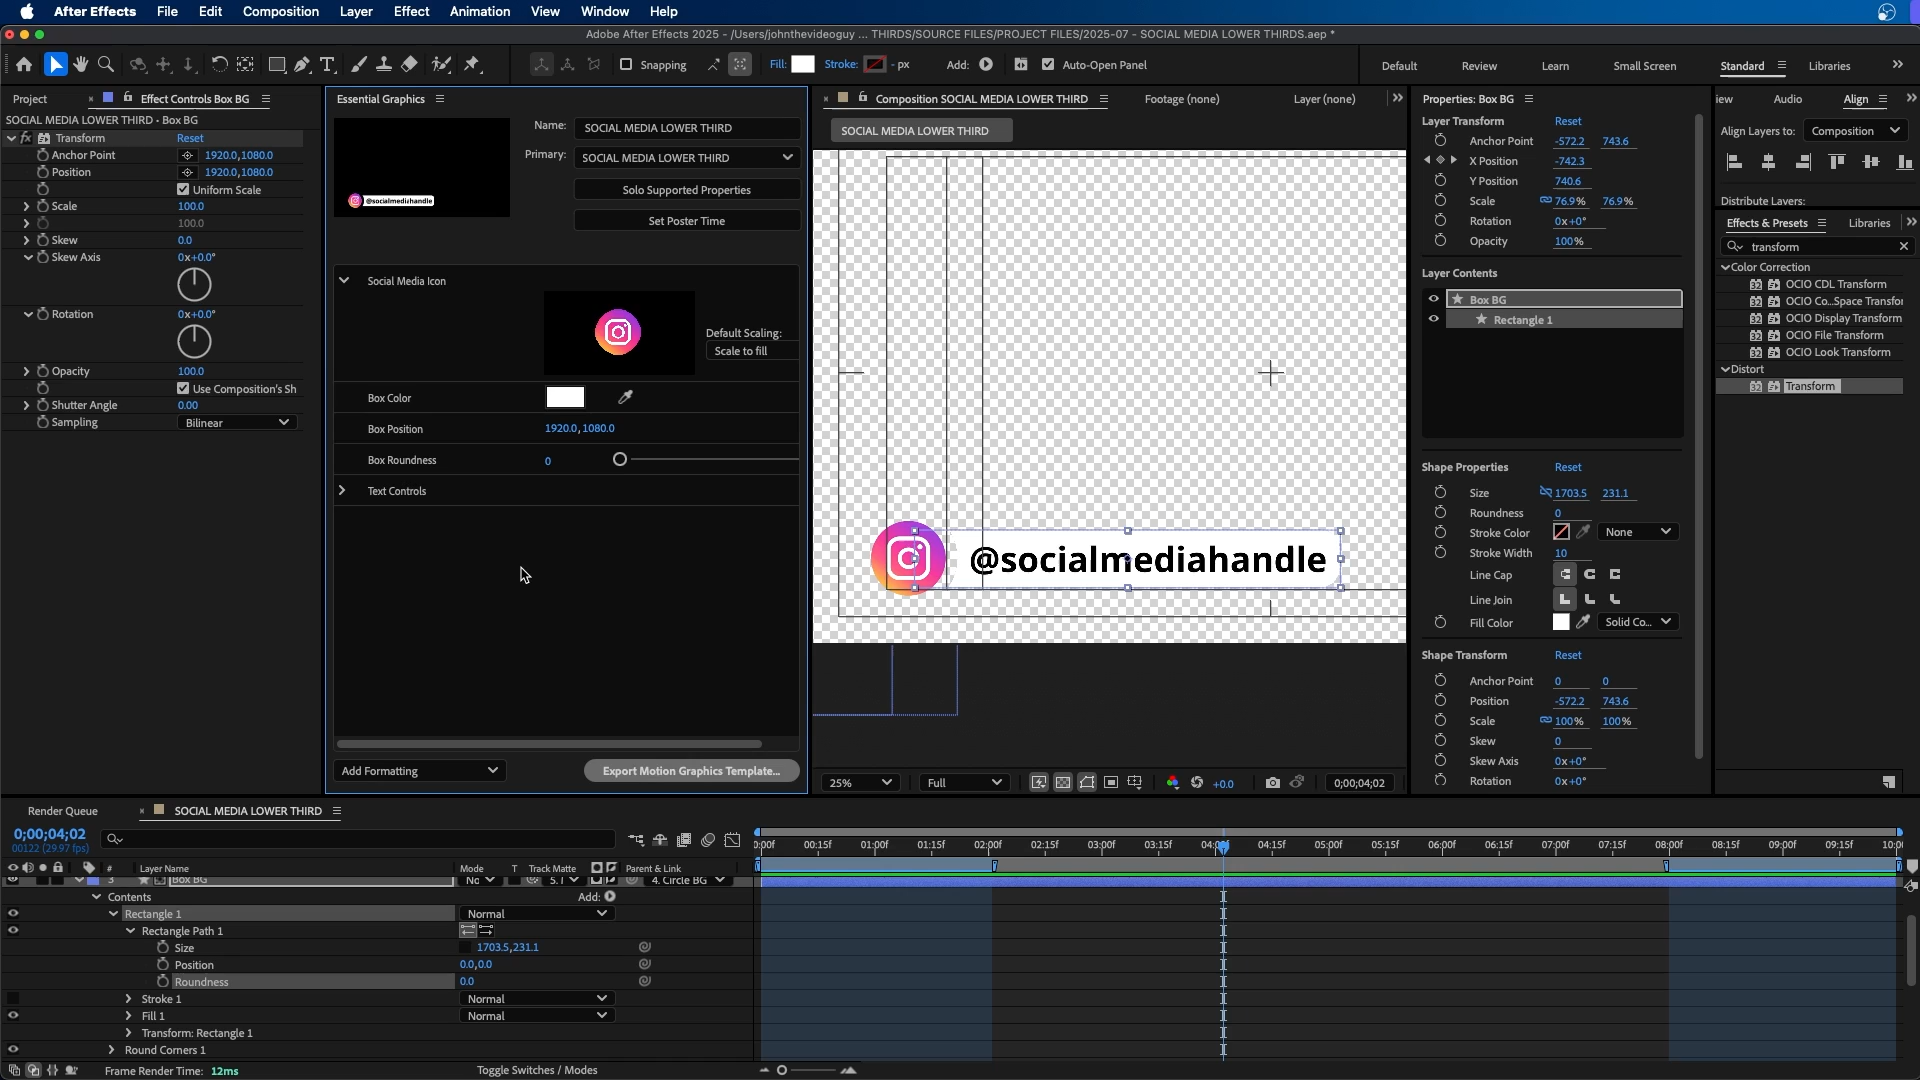 After Effects File Edit Composition Layer Effect Animation View Window Help
Adobe After Effects 2025 - /Users/johnthevideoguy ... THIRDS/SOURCE FILES/PROJECT FILES/2025-07 - SOCIAL MEDIA LOWER THIRDS.aep *
Snapping Fill: Stroke: - px Add: Auto-Open Panel Default Review Learn Small Screen Standard Libraries
Project Effect Controls Box BG
SOCIAL MEDIA LOWER THIRD • Box BG
fx Transform Reset
Anchor Point 1920.0,1080.0
Position 1920.0,1080.0
Uniform Scale
Scale 100.0
100.0
Skew 0.0
Skew Axis 0x+0.0°
Rotation 0x+0.0°
Opacity 100.0
Use Composition's Sh
Shutter Angle 0.00
Sampling Bilinear
Essential Graphics
Name: SOCIAL MEDIA LOWER THIRD
Primary: SOCIAL MEDIA LOWER THIRD
Solo Supported Properties
Set Poster Time
@socialmediahandle
Social Media Icon
Default Scaling:
Scale to fill
Box Color
Box Position 1920.0,1080.0
Box Roundness 0
Text Controls
Add Formatting Export Motion Graphics Template...
Composition SOCIAL MEDIA LOWER THIRD Footage (none) Layer (none)
SOCIAL MEDIA LOWER THIRD
@socialmediahandle
25% Full +0.0 0;00;04;02
Properties: Box BG
Layer Transform Reset
Anchor Point -572.2 743.6
X Position -742.3
Y Position 740.6
Scale 76.9% 76.9%
Rotation 0x+0°
Opacity 100%
Layer Contents
Box BG
Rectangle 1
Shape Properties Reset
Size 1703.5 231.1
Roundness 0
Stroke Color None
Stroke Width 10
Line Cap
Line Join
Fill Color Solid Co...
Shape Transform Reset
Anchor Point 0 0
Position -572.2 743.6
Scale 100% 100%
Skew 0
Skew Axis 0x+0°
Rotation 0x+0°
iew Audio Align
Align Layers to: Composition
Distribute Layers:
Effects & Presets Libraries
transform
Color Correction
32 OCIO CDL Transform
32 OCIO Co...Space Transfor
32 OCIO Display Transform
32 OCIO File Transform
32 OCIO Look Transform
Distort
32 Transform
Render Queue SOCIAL MEDIA LOWER THIRD
0;00;04;02
00122 (29.97 fps)
# Layer Name Mode T Track Matte Parent & Link
3 Box BG No 5. T 4. Circle BG
Contents Add:
Rectangle 1 Normal
Rectangle Path 1
Size 1703.5,231.1
Position 0.0,0.0
Roundness 0.0
Stroke 1 Normal
Fill 1 Normal
Transform: Rectangle 1
Round Corners 1
Frame Render Time: 12ms Toggle Switches / Modes
):00f 00:15f 01:00f 01:15f 02:00f 02:15f 03:00f 03:15f 04:00f 04:15f 05:00f 05:15f 06:00f 06:15f 07:00f 07:15f 08:00f 08:15f 09:00f 09:15f 10:0